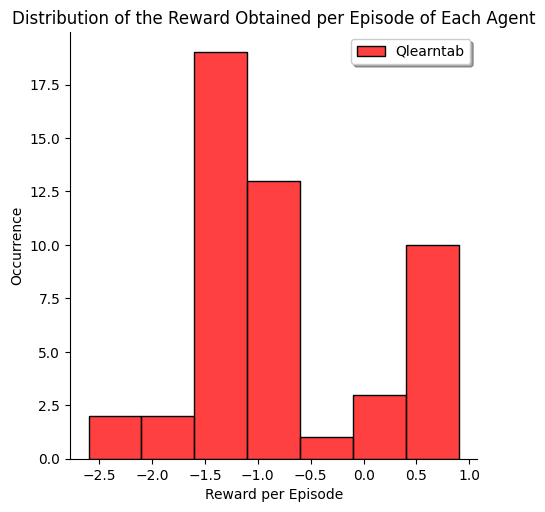 Distribution of the Reward Obtained per Episode of Each Agent
Qlearntab
17.5
15.0
12.5
10.0
7.5
5.0
2.5
0.0
Occurrence
−2.5 −2.0 −1.5 −1.0 −0.5 0.0 0.5 1.0
Reward per Episode